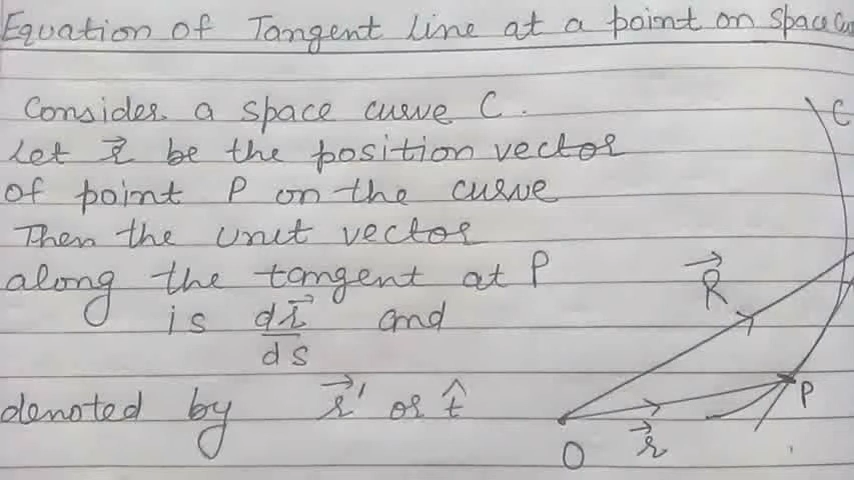 Equation of Tangent line at a point on space Cu
Consider a space curve C.
Let r⃗ be the position vector
of point P on the curve
Then the unit vector
along the tangent at P
is dr⃗/ds and
denoted by r⃗' or t̂
C
R⃗
P
O
r⃗